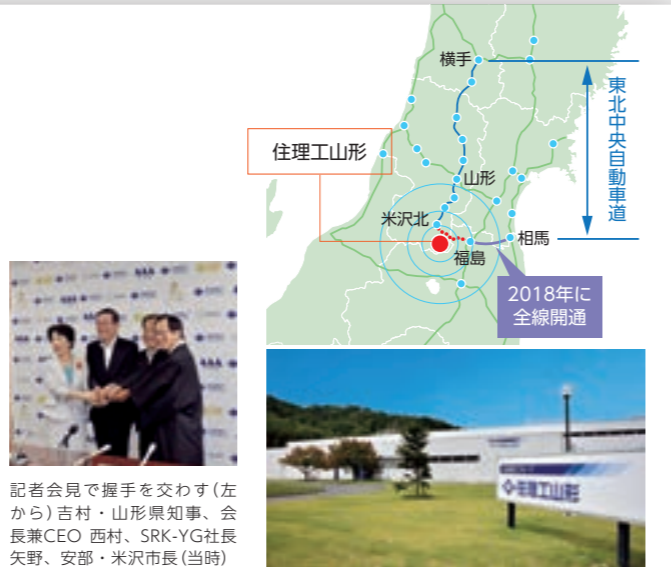 横手
東北中央自動車道
住理工山形
山形
米沢北
相馬
福島
2018年に
全線開通
住理工山形
記者会見で握手を交わす(左
から)吉村・山形県知事、会
長兼CEO 西村、SRK-YG社長
矢野、安部・米沢市長(当時)